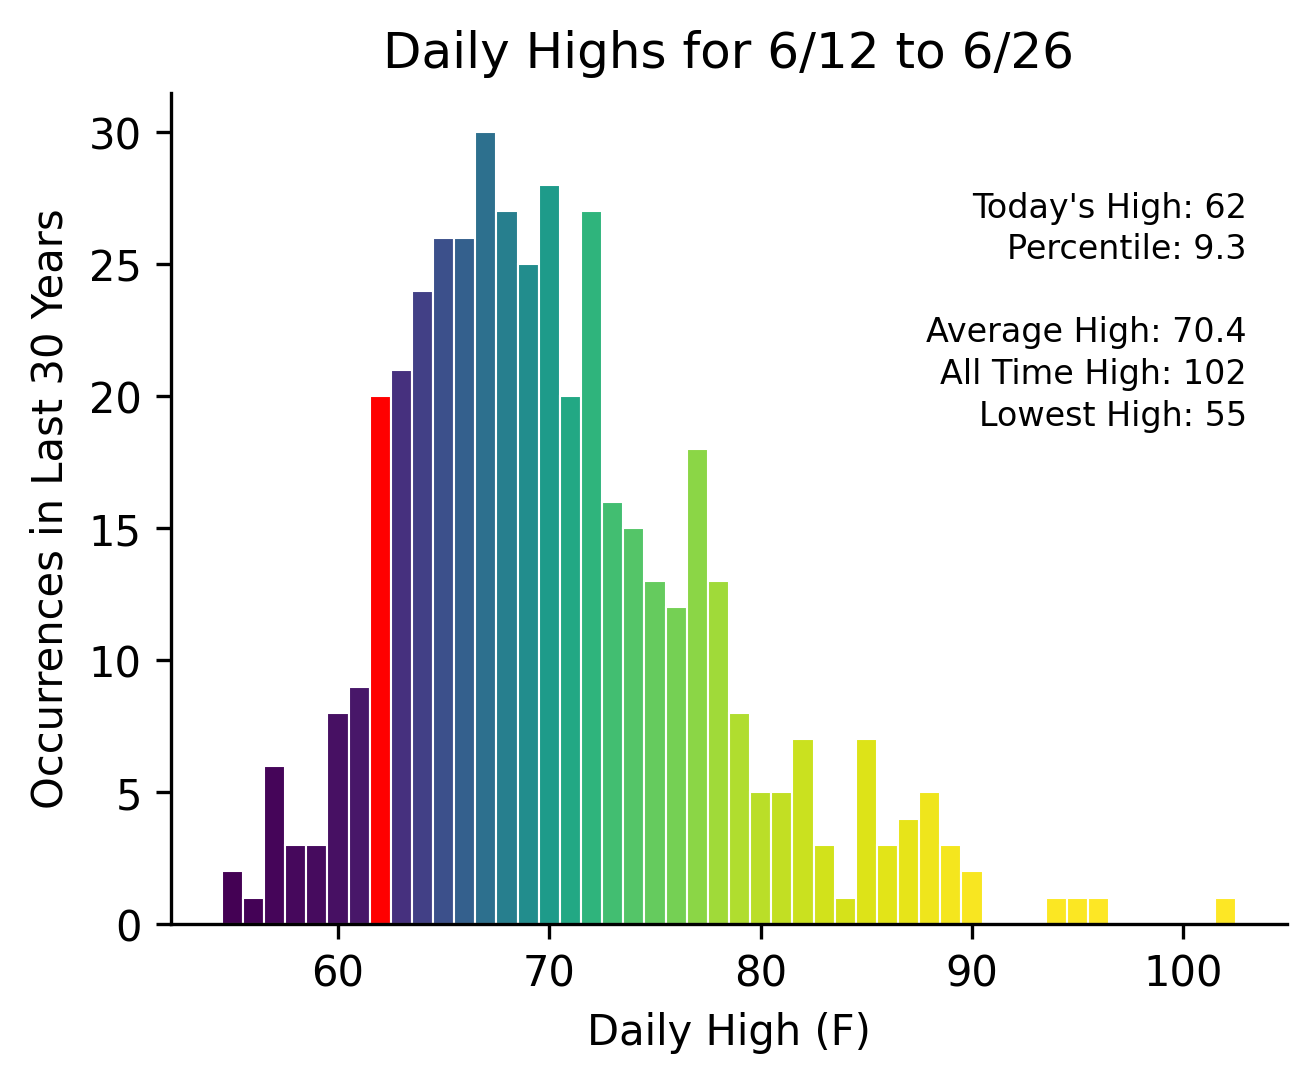 Daily Highs for 6/12 to 6/26
30
25
20
15
10
5
0
Occurrences in Last 30 Years
Today's High: 62
Percentile: 9.3
Average High: 70.4
All Time High: 102
Lowest High: 55
60 70 80 90 100
Daily High (F)